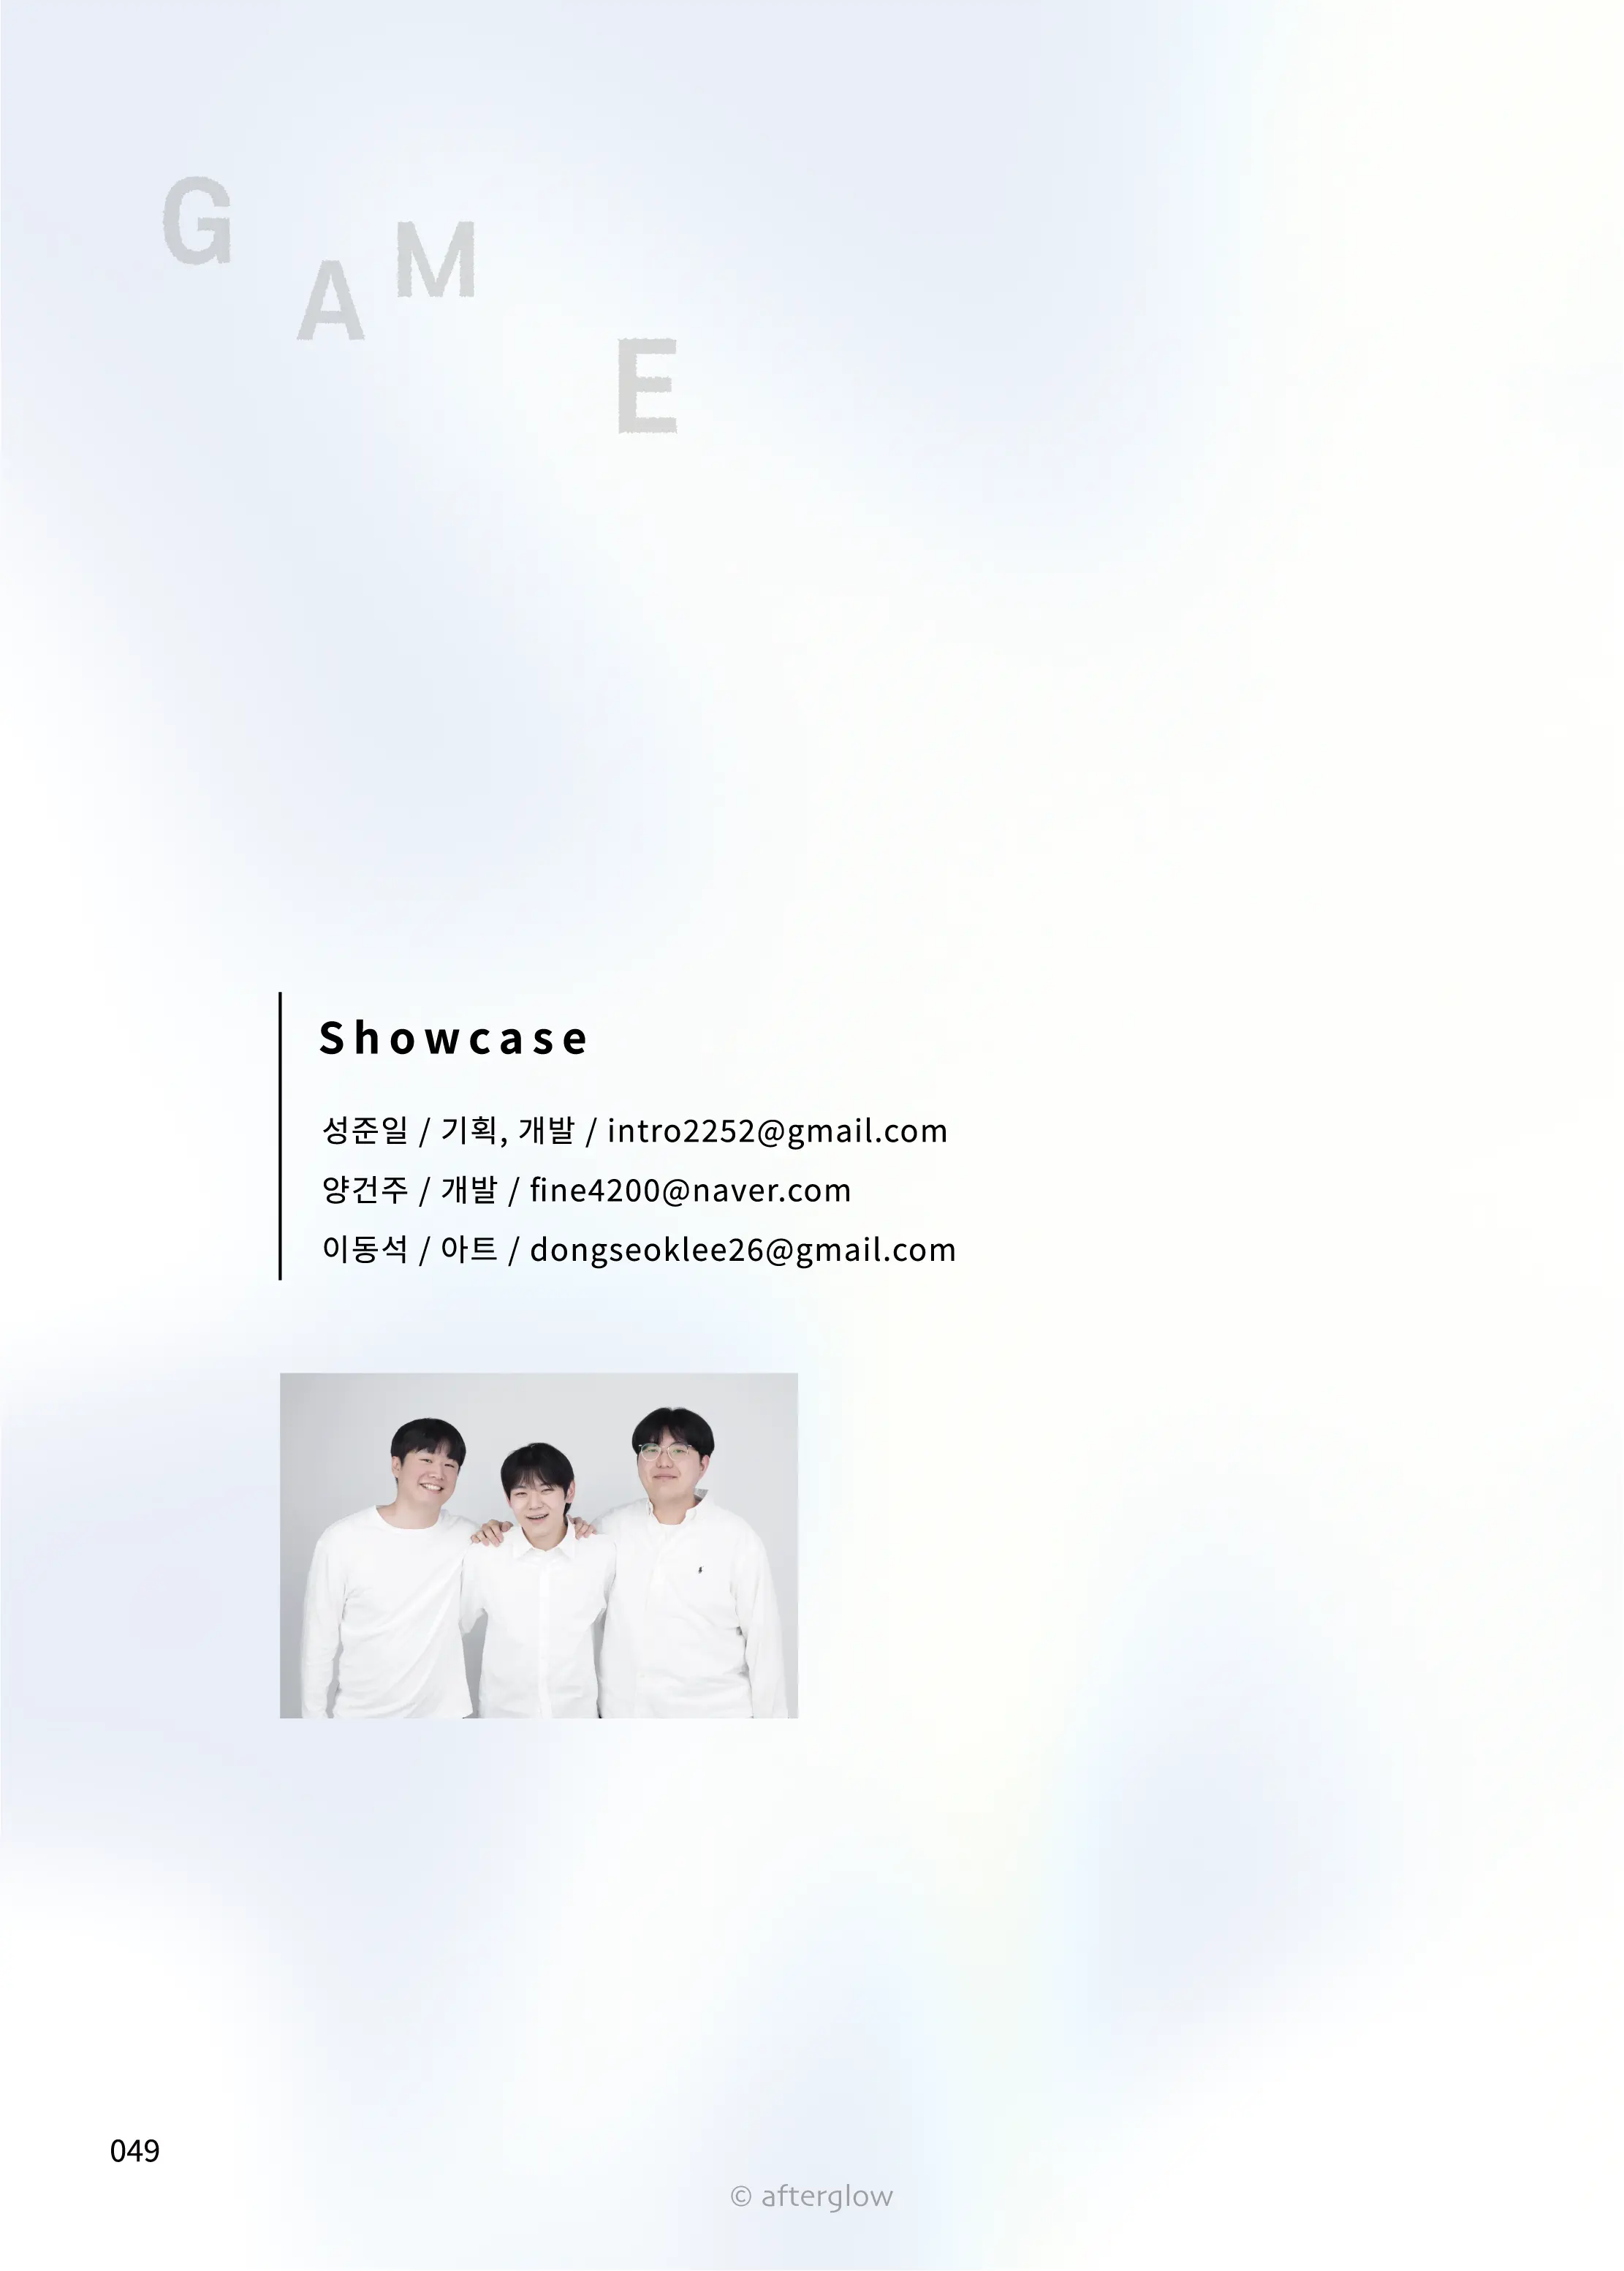 GAME
Showcase
성준일 / 기획, 개발 / intro2252@gmail.com
양건주 / 개발 / fine4200@naver.com
이동석 / 아트 / dongseoklee26@gmail.com
049
© afterglow